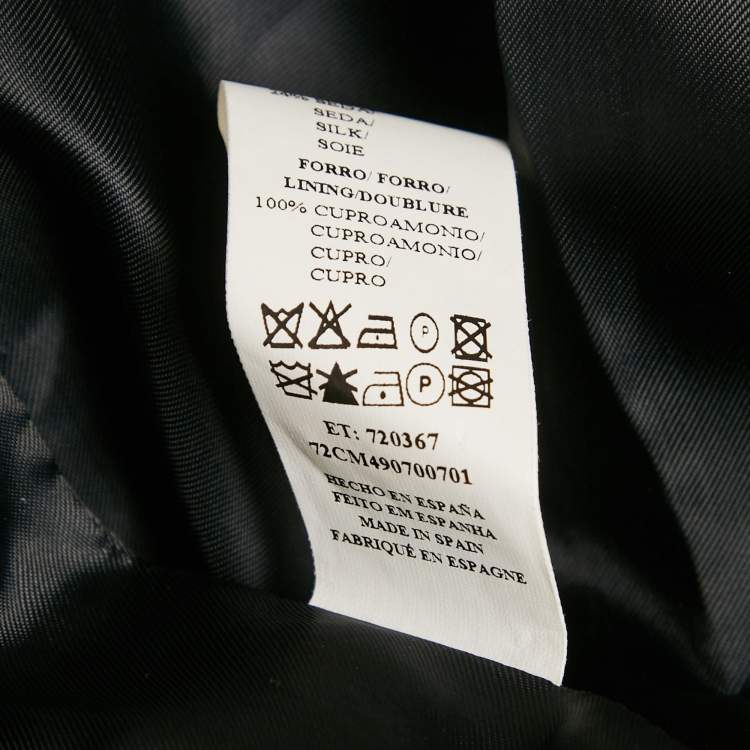 SEDA/
SEDA/
SILK/
SOIE
FORRO/ FORRO/
LINING/DOUBLURE
100% CUPROAMONIO/
CUPROAMONIO/
CUPRO/
CUPRO
P
P
ET: 720367
72CM490700701
HECHO EN ESPAÑA
FEITO EM ESPANHA
MADE IN SPAIN
FABRIQUÉ EN ESPAGNE